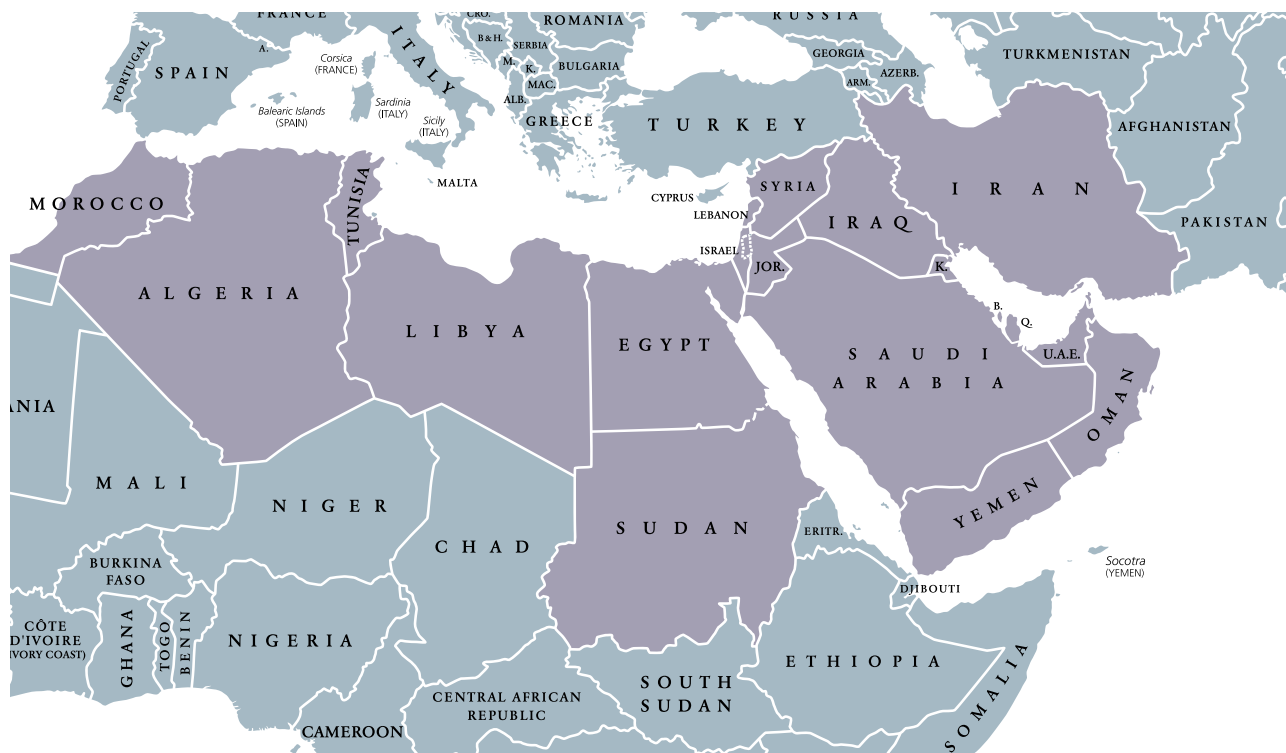 FRANCE
CRO.
ROMANIA
RUSSIA
PORTUGAL
SPAIN
A.
Corsica
(FRANCE)
ITALY
B & H.
SERBIA
M.
K.
BULGARIA
MAC.
ALB.
GEORGIA
ARM.
AZERB.
TURKMENISTAN
Balearic Islands
(SPAIN)
Sardinia
(ITALY)
Sicily
(ITALY)
GREECE
TURKEY
AFGHANISTAN
MALTA
CYPRUS
SYRIA
LEBANON
ISRAEL
JOR.
IRAQ
IRAN
PAKISTAN
MOROCCO
TUNISIA
ALGERIA
LIBYA
EGYPT
K.
B.
Q.
U.A.E.
SAUDI
ARABIA
OMAN
YEMEN
ANIA
MALI
NIGER
CHAD
SUDAN
ERITR.
Socotra
(YEMEN)
DJIBOUTI
BURKINA
FASO
CÔTE
D'IVOIRE
IVORY COAST)
GHANA
TOGO
BENIN
NIGERIA
ETHIOPIA
SOMALIA
CENTRAL AFRICAN
REPUBLIC
SOUTH
SUDAN
CAMEROON